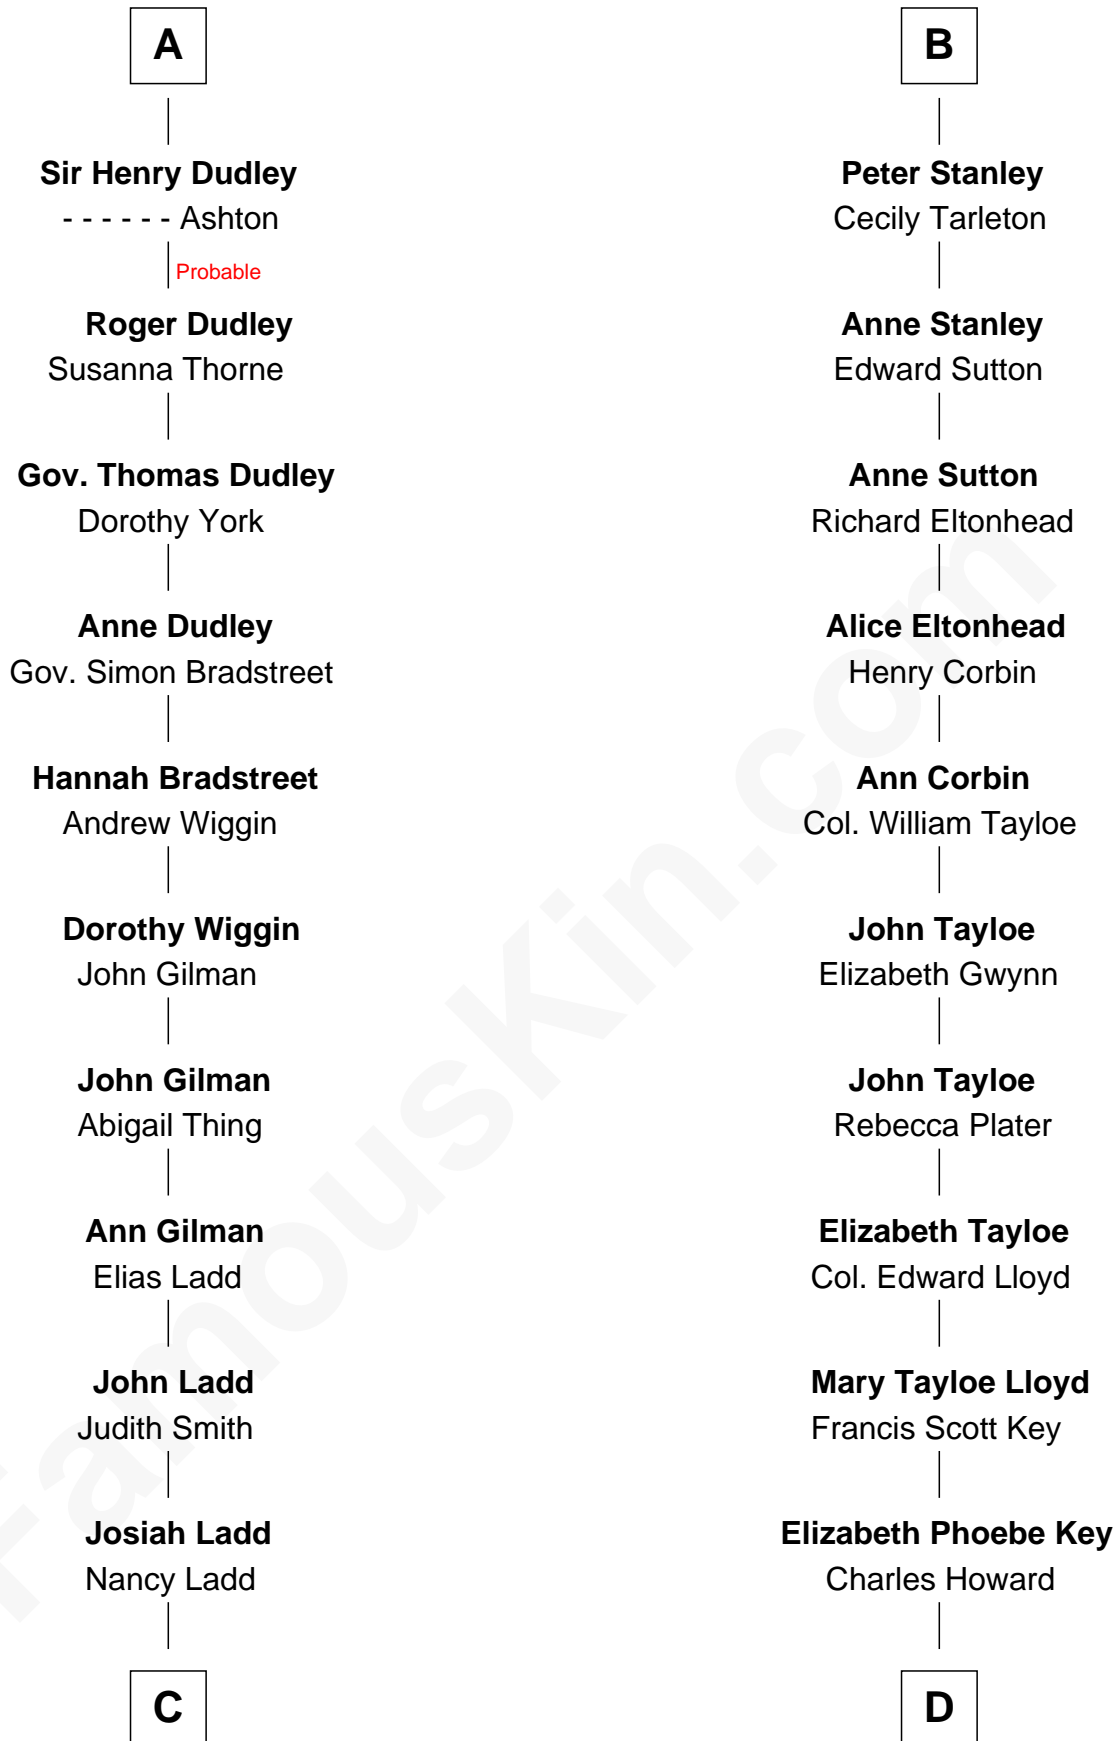 A
Sir Henry Dudley
- - - - - - Ashton
Probable
Roger Dudley
Susanna Thorne
Gov. Thomas Dudley
Dorothy York
Anne Dudley
Gov. Simon Bradstreet
Hannah Bradstreet
Andrew Wiggin
Dorothy Wiggin
John Gilman
John Gilman
Abigail Thing
Ann Gilman
Elias Ladd
John Ladd
Judith Smith
Josiah Ladd
Nancy Ladd
C
B
Peter Stanley
Cecily Tarleton
Anne Stanley
Edward Sutton
Anne Sutton
Richard Eltonhead
Alice Eltonhead
Henry Corbin
Ann Corbin
Col. William Tayloe
John Tayloe
Elizabeth Gwynn
John Tayloe
Rebecca Plater
Elizabeth Tayloe
Col. Edward Lloyd
Mary Tayloe Lloyd
Francis Scott Key
Elizabeth Phoebe Key
Charles Howard
D
FamousKin.com